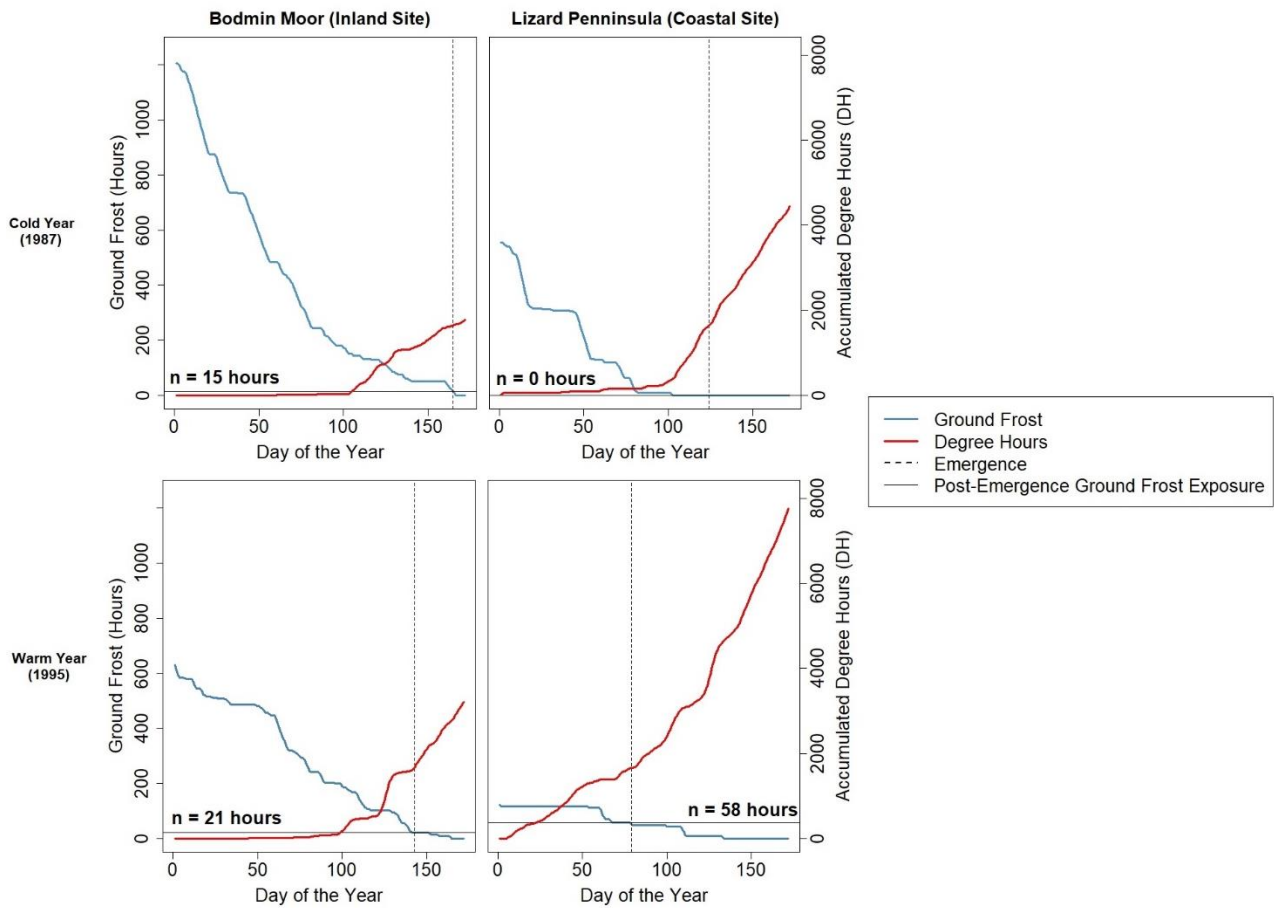 Bodmin Moor (Inland Site)
Lizard Penninsula (Coastal Site)
Cold Year
(1987)
Ground Frost (Hours)
0 200 400 600 800 1000
n = 15 hours
0 50 100 150
Day of the Year
n = 0 hours
0 50 100 150
Day of the Year
0 2000 4000 6000 8000
Accumulated Degree Hours (DH)
Ground Frost
Degree Hours
Emergence
Post-Emergence Ground Frost Exposure
Warm Year
(1995)
Ground Frost (Hours)
0 200 400 600 800 1000
n = 21 hours
0 50 100 150
Day of the Year
n = 58 hours
0 50 100 150
Day of the Year
0 2000 4000 6000 8000
Accumulated Degree Hours (DH)